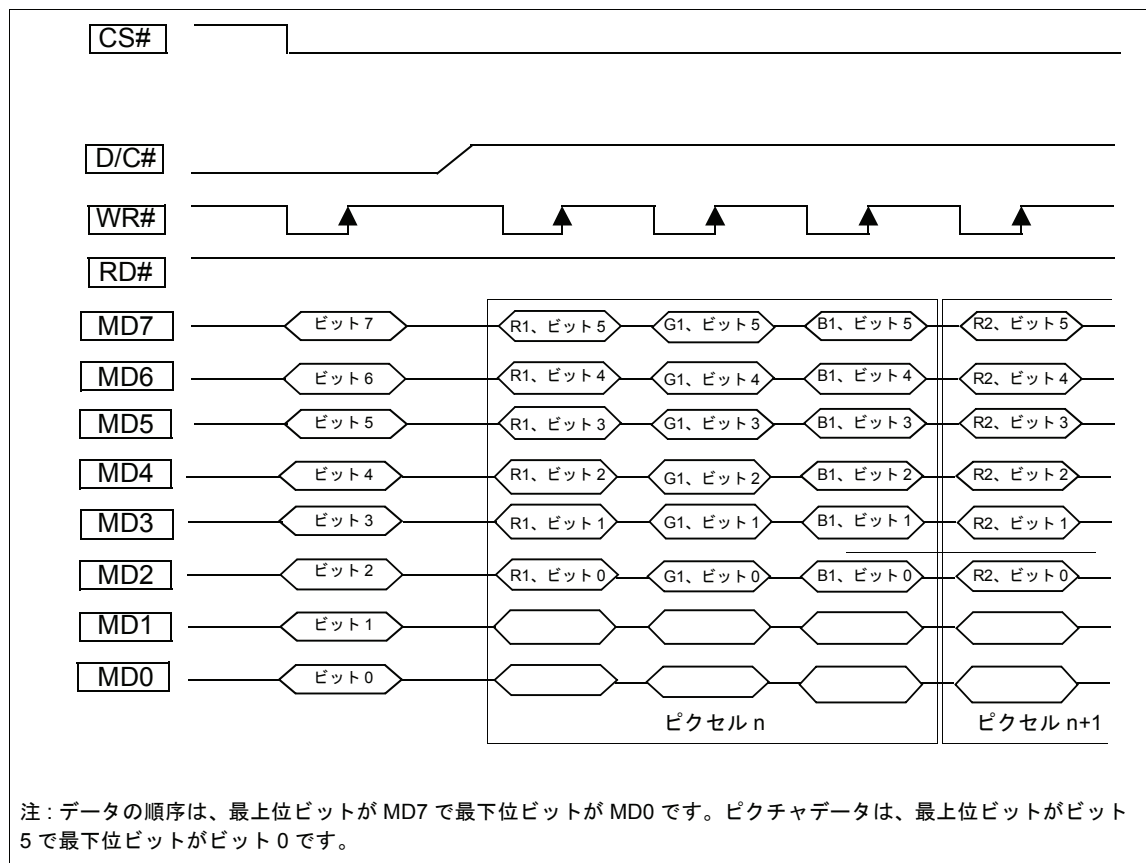 CS#
D/C#
WR#
RD#
MD7 ビット 7 R1、ビット 5 G1、ビット 5 B1、ビット 5 R2、ビット 5
MD6 ビット 6 R1、ビット 4 G1、ビット 4 B1、ビット 4 R2、ビット 4
MD5 ビット 5 R1、ビット 3 G1、ビット 3 B1、ビット 3 R2、ビット 3
MD4 ビット 4 R1、ビット 2 G1、ビット 2 B1、ビット 2 R2、ビット 2
MD3 ビット 3 R1、ビット 1 G1、ビット 1 B1、ビット 1 R2、ビット 1
MD2 ビット 2 R1、ビット 0 G1、ビット 0 B1、ビット 0 R2、ビット 0
MD1 ビット 1
MD0 ビット 0
ピクセル n ピクセル n+1
注 : データの順序は、最上位ビットが MD7 で最下位ビットが MD0 です。ピクチャデータは、最上位ビットがビット
5 で最下位ビットがビット 0 です。